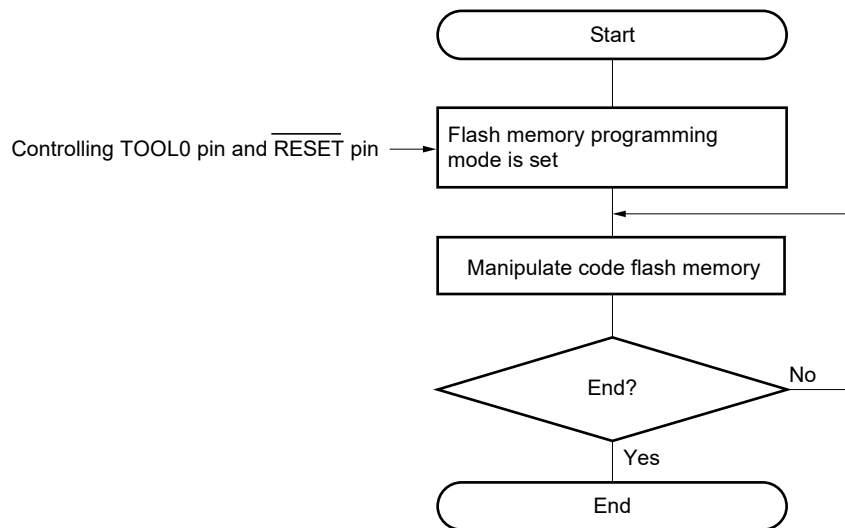 Start
Controlling TOOL0 pin and RESET pin
Flash memory programming
mode is set
Manipulate code flash memory
End?
No
Yes
End